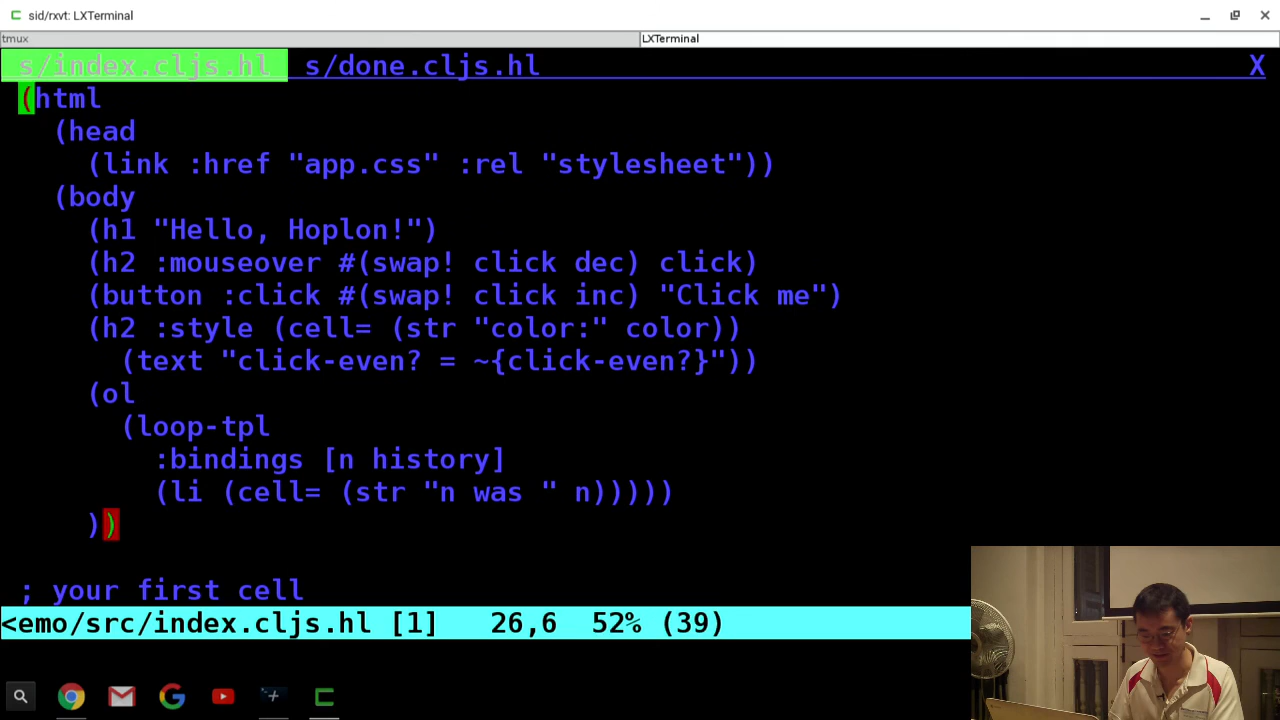 sid/rxvt: LXTerminal
tmux
LXTerminal
s/index.cljs.hl s/done.cljs.hl X
(html
(head
(link :href "app.css" :rel "stylesheet"))
(body
(h1 "Hello, Hoplon!")
(h2 :mouseover #(swap! click dec) click)
(button :click #(swap! click inc) "Click me")
(h2 :style (cell= (str "color:" color))
(text "click-even? = ~{click-even?}"))
(ol
(loop-tpl
:bindings [n history]
(li (cell= (str "n was " n)))))
))
; your first cell
<emo/src/index.cljs.hl [1] 26,6 52% (39)